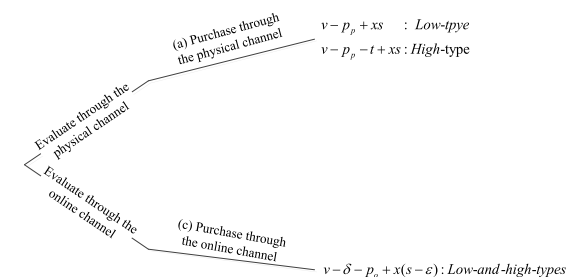 (a) Purchase through
the physical channel
v − p_p + xs : Low-tpye
v − p_p − t + xs : High-type
Evaluate through the
physical channel
Evaluate through the
online channel
(c) Purchase through
the online channel
v − δ − p_o + x(s − ε) : Low-and-high-types